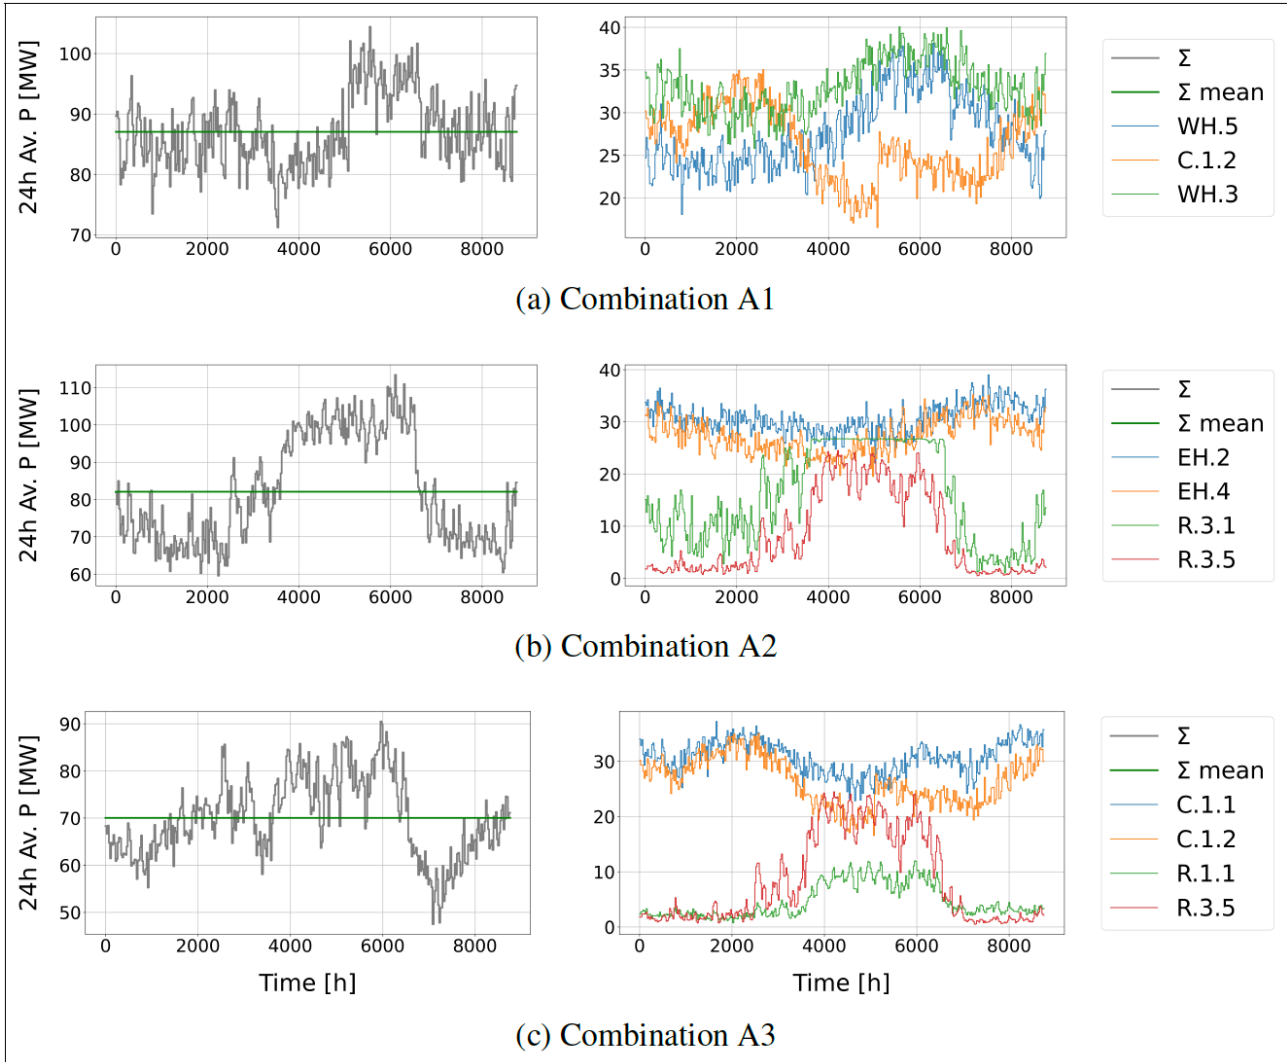 24h Av. P [MW]
100
90
80
70
0 2000 4000 6000 8000
40
35
30
25
20
0 2000 4000 6000 8000
Σ
Σ mean
WH.5
C.1.2
WH.3
(a) Combination A1
24h Av. P [MW]
110
100
90
80
70
60
0 2000 4000 6000 8000
40
30
20
10
0
0 2000 4000 6000 8000
Σ
Σ mean
EH.2
EH.4
R.3.1
R.3.5
(b) Combination A2
24h Av. P [MW]
90
80
70
60
50
0 2000 4000 6000 8000
Time [h]
30
20
10
0
0 2000 4000 6000 8000
Time [h]
Σ
Σ mean
C.1.1
C.1.2
R.1.1
R.3.5
(c) Combination A3